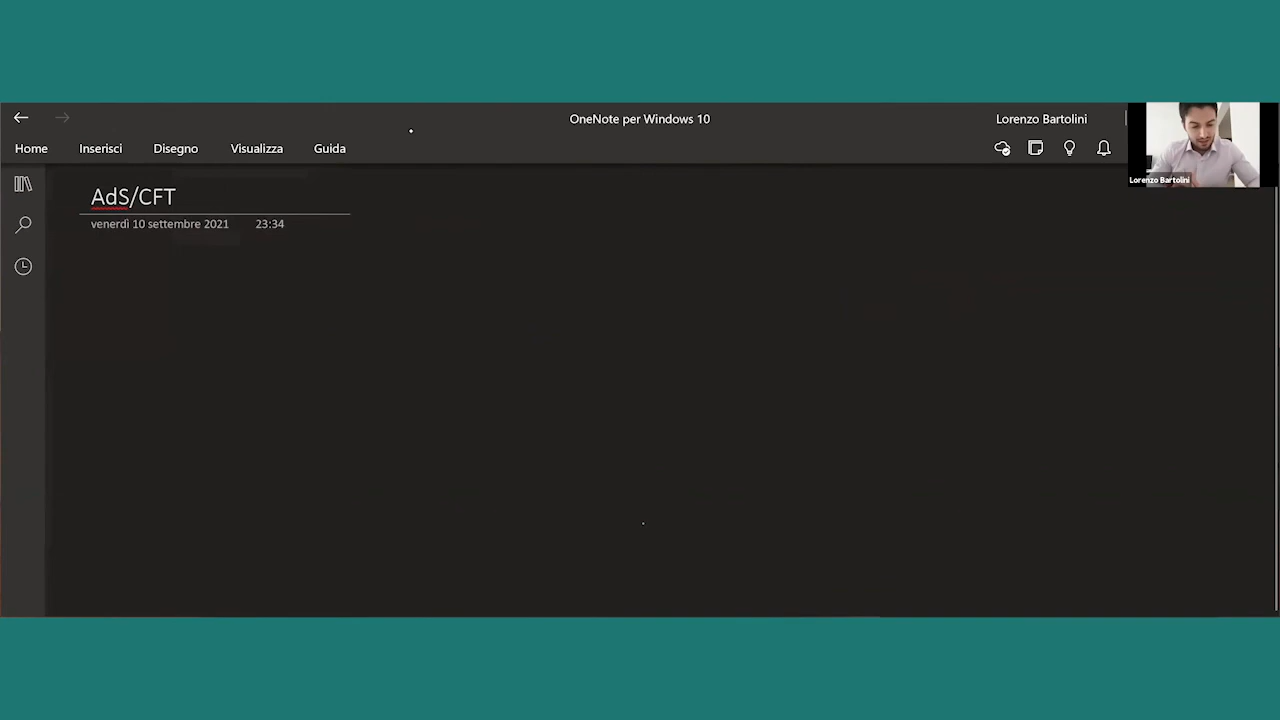 OneNote per Windows 10
Lorenzo Bartolini
Home Inserisci Disegno Visualizza Guida
Lorenzo Bartolini
AdS/CFT
venerdì 10 settembre 2021 23:34